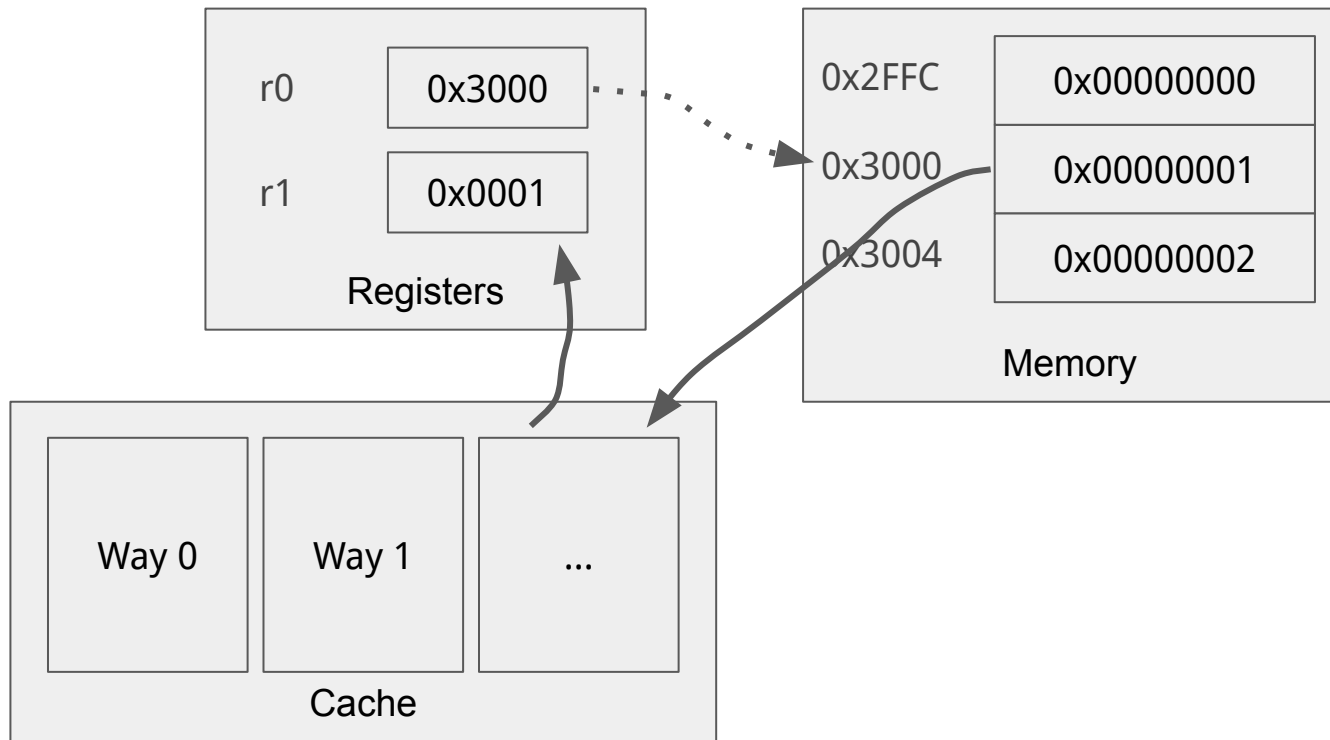 r0 0x3000
r1 0x0001
Registers
0x2FFC 0x00000000
0x3000 0x00000001
0x3004 0x00000002
Memory
Way 0 Way 1 ...
Cache